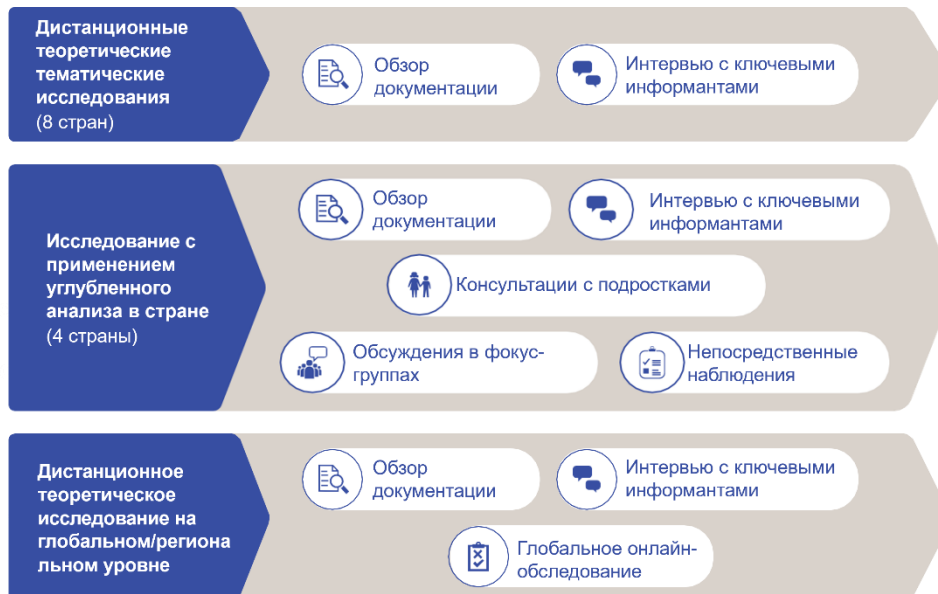 Дистанционные
теоретические
тематические
исследования
(8 стран)
Обзор
документации
Интервью с ключевыми
информантами
Исследование с
применением
углубленного
анализа в стране
(4 страны)
Обзор
документации
Интервью с ключевыми
информантами
Консультации с подростками
Обсуждения в фокус-
группах
Непосредственные
наблюдения
Дистанционное
теоретическое
исследование на
глобальном/региона
льном уровне
Обзор
документации
Интервью с ключевыми
информантами
Глобальное онлайн-
обследование